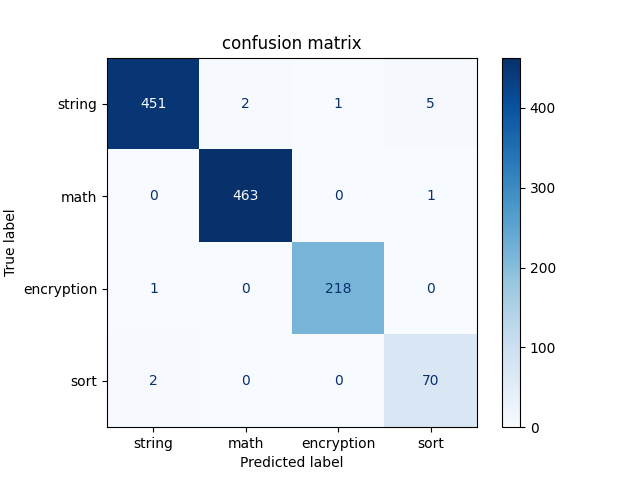 confusion matrix
string 451 2 1 5
math 0 463 0 1
encryption 1 0 218 0
sort 2 0 0 70
string math encryption sort
Predicted label
True label
400
300
200
100
0